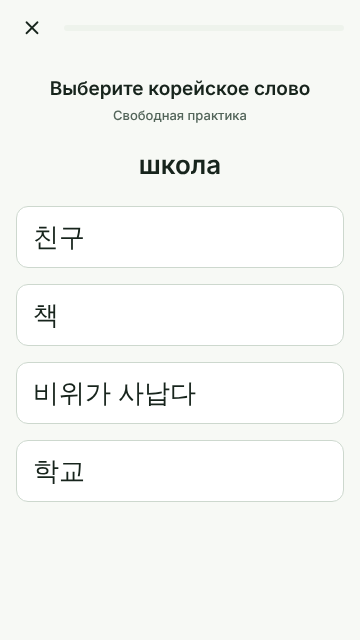 Выберите корейское слово
Свободная практика
школа
친구
책
비위가 사납다
학교